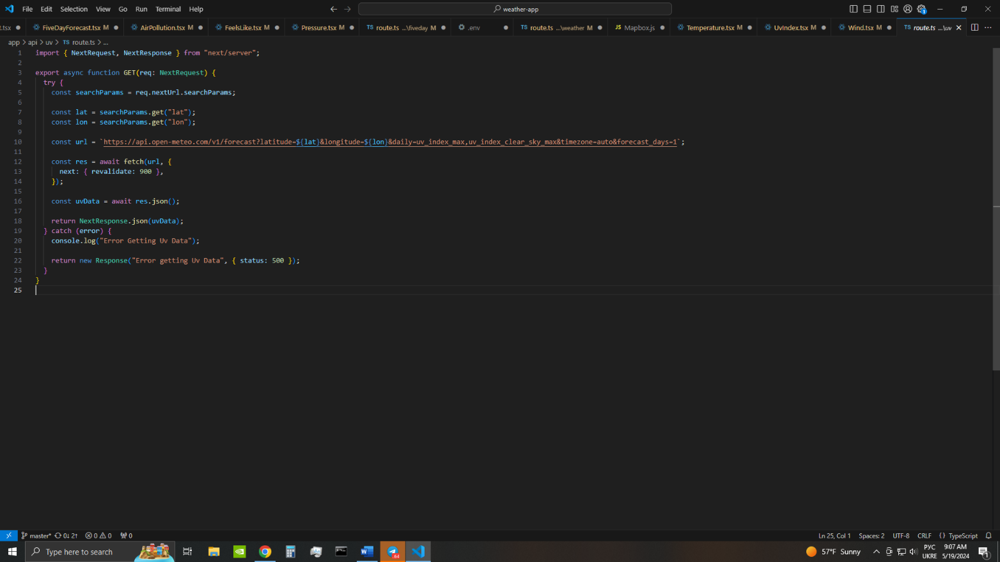 File Edit Selection View Go Run Terminal Help
weather-app
t.tsx FiveDayForecast.tsx M AirPollution.tsx M FeelsLike.tsx M Pressure.tsx M TS route.ts ...\fiveday M .env TS route.ts ...\weather M JS Mapbox.js Temperature.tsx M UvIndex.tsx M Wind.tsx M TS route.ts ...\uv
app > api > uv > TS route.ts > ...
1 import { NextRequest, NextResponse } from "next/server";
2
3 export async function GET(req: NextRequest) {
4 try {
5 const searchParams = req.nextUrl.searchParams;
6
7 const lat = searchParams.get("lat");
8 const lon = searchParams.get("lon");
9
10 const url = `https://api.open-meteo.com/v1/forecast?latitude=${lat}&longitude=${lon}&daily=uv_index_max,uv_index_clear_sky_max&timezone=auto&forecast_days=1`;
11
12 const res = await fetch(url, {
13 next: { revalidate: 900 },
14 });
15
16 const uvData = await res.json();
17
18 return NextResponse.json(uvData);
19 } catch (error) {
20 console.log("Error Getting Uv Data");
21
22 return new Response("Error getting Uv Data", { status: 500 });
23 }
24 }
25
master* 0↓ 2↑ 0 0 0 Ln 25, Col 1 Spaces: 2 UTF-8 CRLF { } TypeScript
Type here to search 64 57°F Sunny РУС 9:07 AM
UKRE 5/19/2024 1